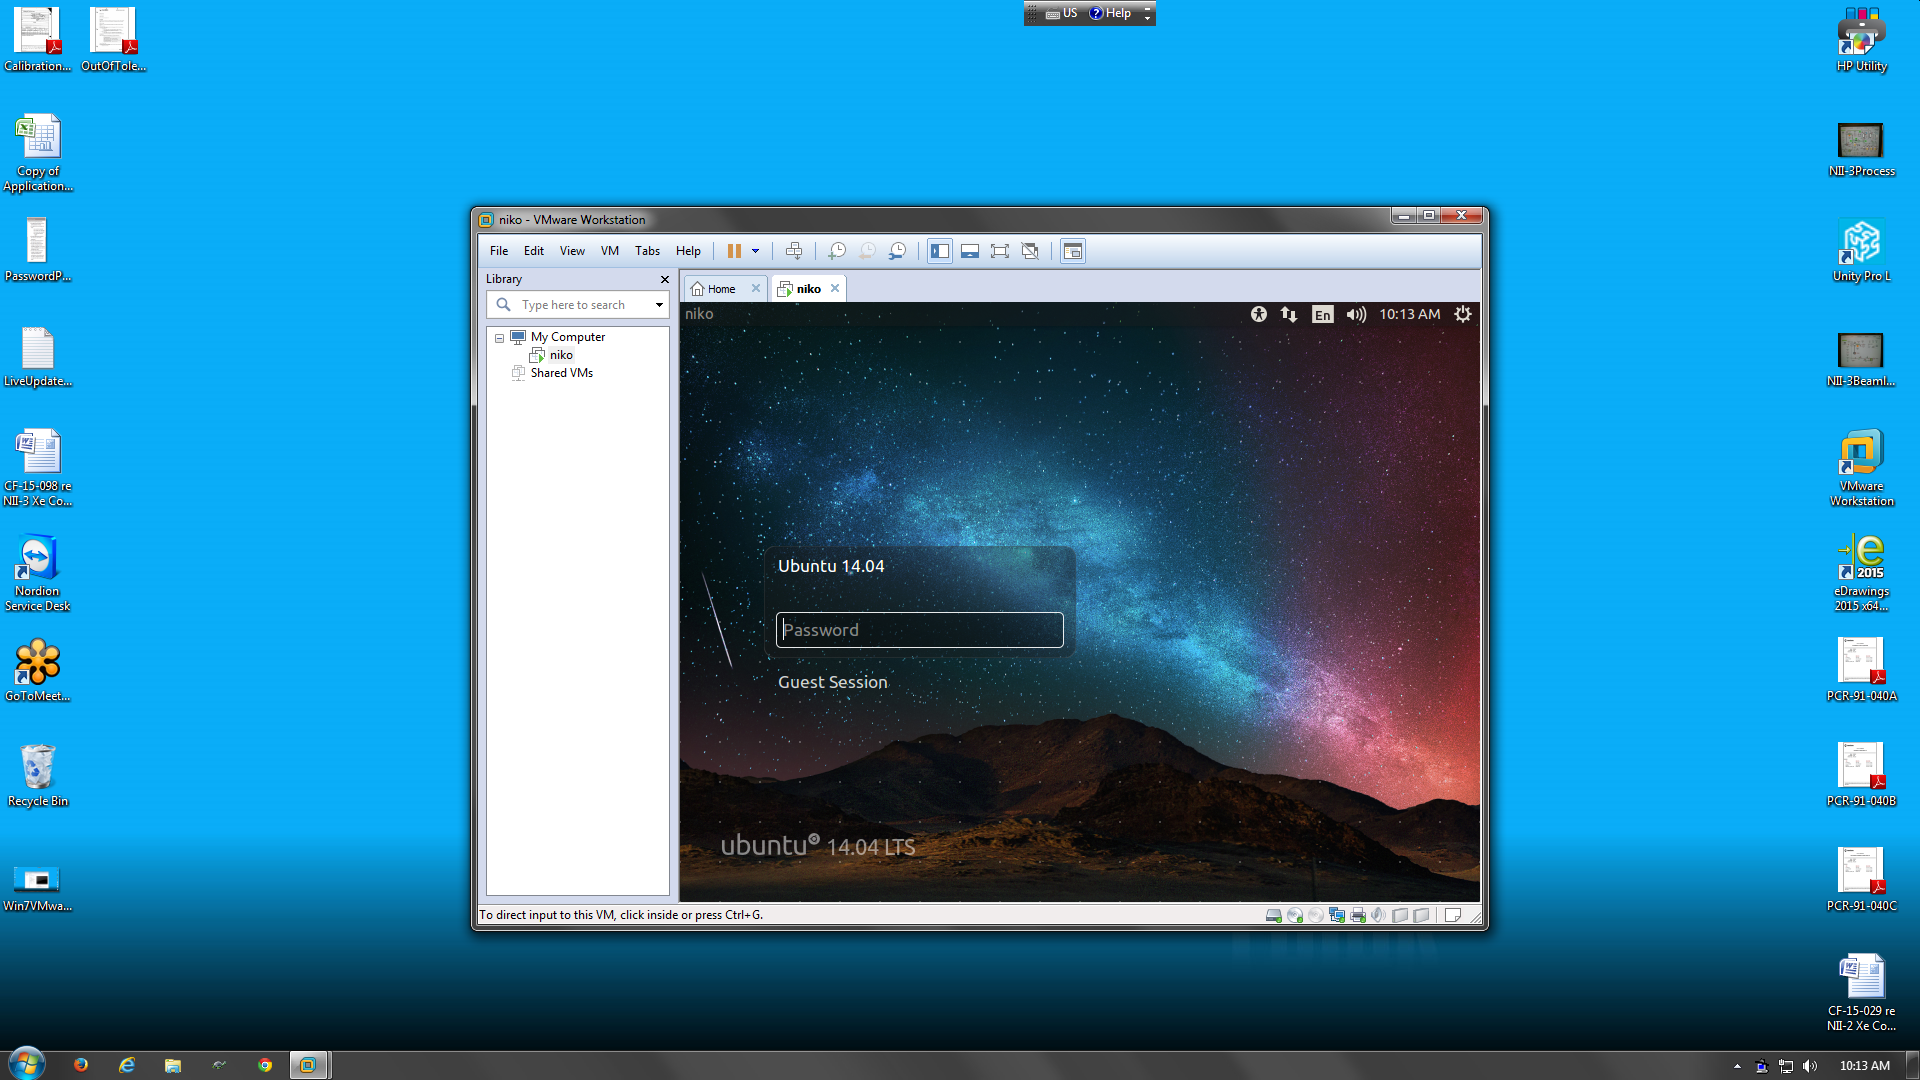 US Help
Calibration...
OutOfTole...
HP Utility
Copy of
Application...
NII-3Process
PasswordP...
Unity Pro L
LiveUpdate...
NII-3Beaml...
CF-15-098 re
NII-3 Xe Co...
VMware
Workstation
Nordion
Service Desk
2015
eDrawings
2015 x64...
GoToMeet...
PCR-91-040A
Recycle Bin
PCR-91-040B
Win7VMwa...
PCR-91-040C
CF-15-029 re
NII-2 Xe Co...
niko - VMware Workstation
File Edit View VM Tabs Help
Library
Type here to search
My Computer
niko
Shared VMs
Home
niko
niko
En
10:13 AM
Ubuntu 14.04
Password
Guest Session
ubuntu® 14.04 LTS
To direct input to this VM, click inside or press Ctrl+G.
10:13 AM